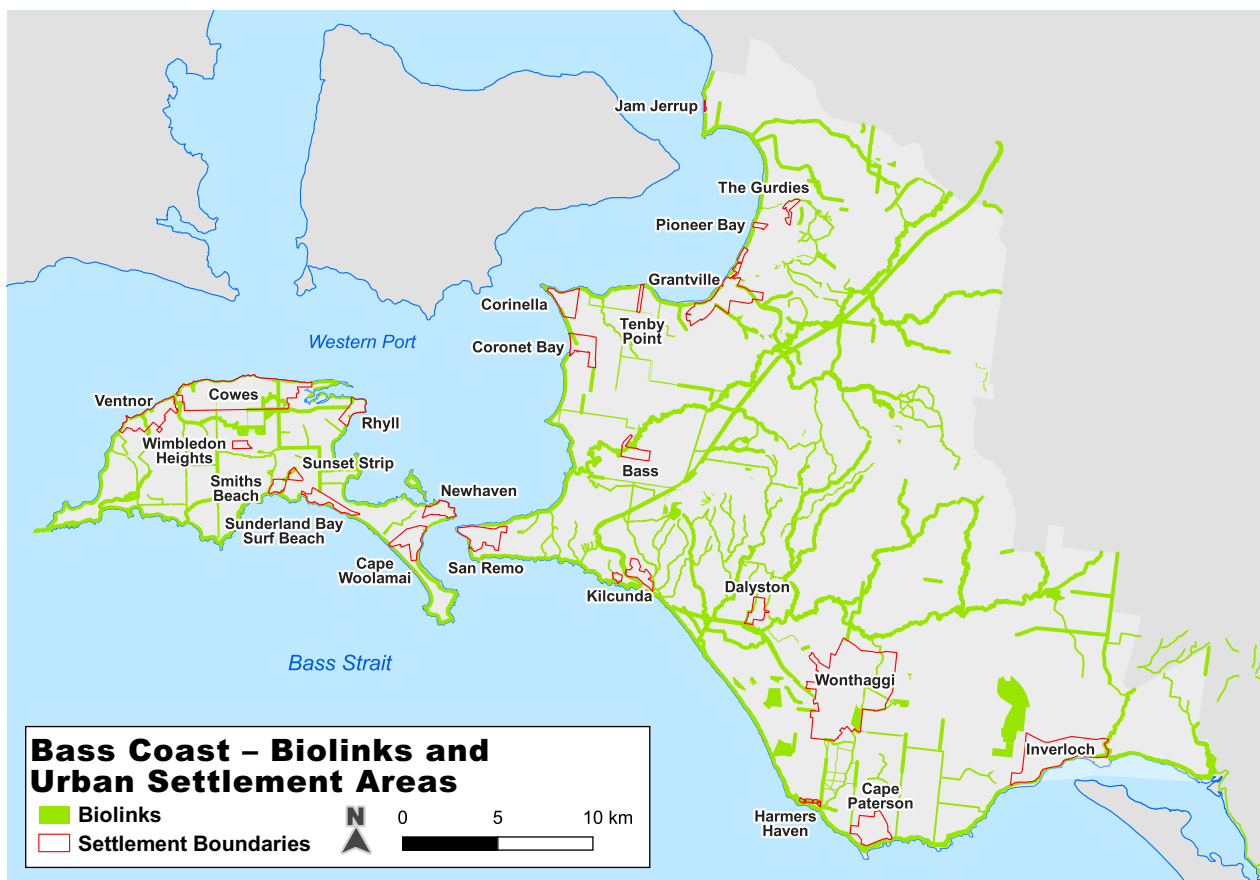 Jam Jerrup
The Gurdies
Pioneer Bay
Grantville
Corinella
Tenby
Point
Coronet Bay
Western Port
Ventnor
Cowes
Rhyll
Wimbledon
Heights
Sunset Strip
Bass
Smiths
Beach
Newhaven
Sunderland Bay
Surf Beach
Cape
Woolamai
San Remo
Kilcunda
Dalyston
Bass Strait
Wonthaggi
Inverloch
Cape
Paterson
Harmers
Haven
Bass Coast – Biolinks and
Urban Settlement Areas
Biolinks
Settlement Boundaries
N
0 5 10 km